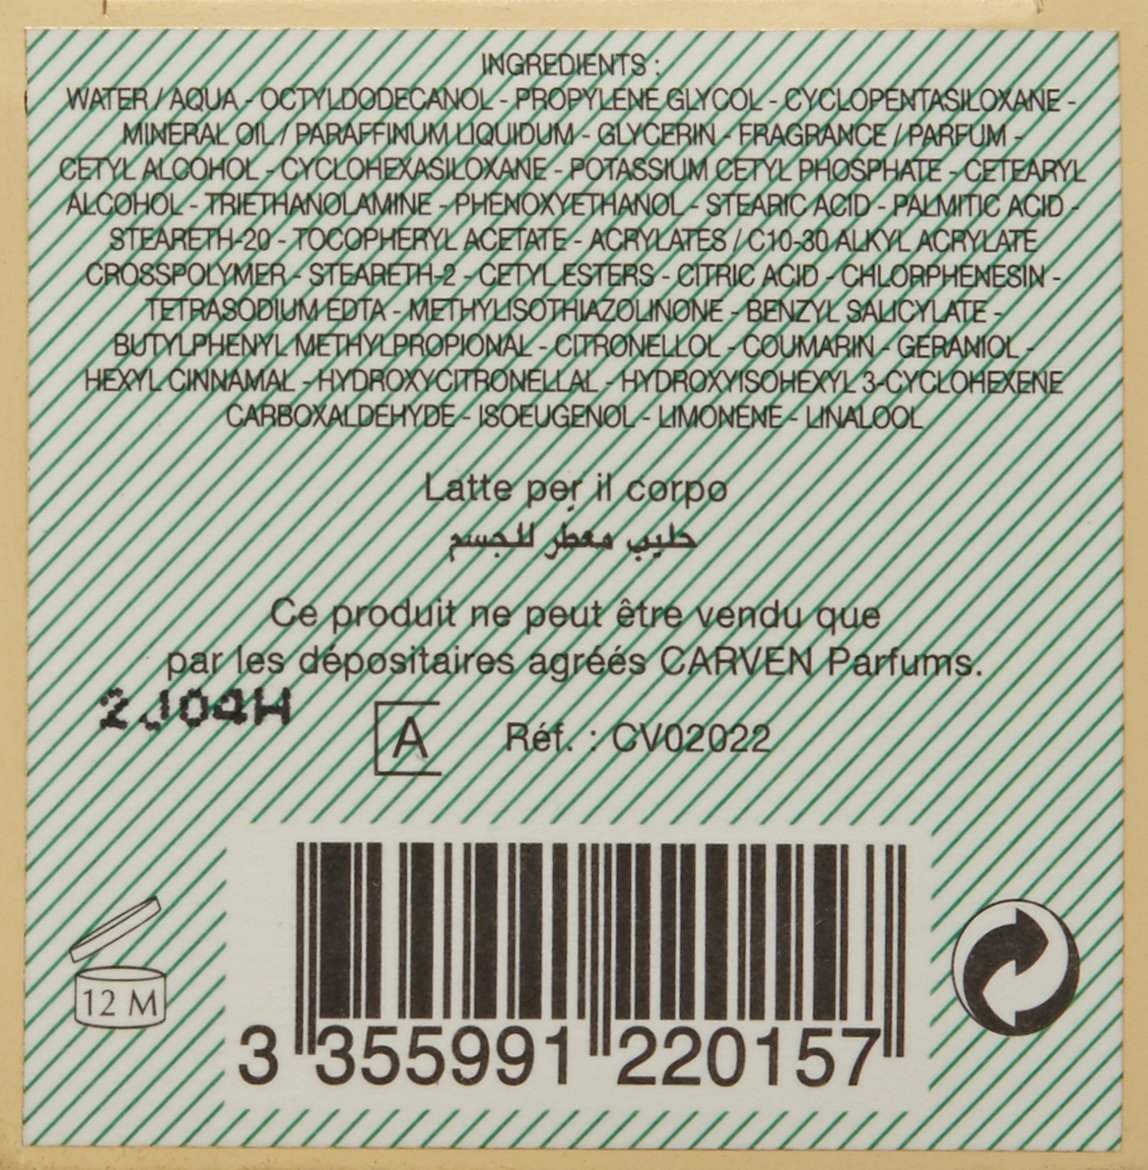 INGREDIENTS :
WATER / AQUA - OCTYLDODECANOL - PROPYLENE GLYCOL - CYCLOPENTASILOXANE -
MINERAL OIL / PARAFFINUM LIQUIDUM - GLYCERIN - FRAGRANCE / PARFUM -
CETYL ALCOHOL - CYCLOHEXASILOXANE - POTASSIUM CETYL PHOSPHATE - CETEARYL
ALCOHOL - TRIETHANOLAMINE - PHENOXYETHANOL - STEARIC ACID - PALMITIC ACID -
STEARETH-20 - TOCOPHERYL ACETATE - ACRYLATES / C10-30 ALKYL ACRYLATE
CROSSPOLYMER - STEARETH-2 - CETYL ESTERS - CITRIC ACID - CHLORPHENESIN -
TETRASODIUM EDTA - METHYLISOTHIAZOLINONE - BENZYL SALICYLATE -
BUTYLPHENYL METHYLPROPIONAL - CITRONELLOL - COUMARIN - GERANIOL -
HEXYL CINNAMAL - HYDROXYCITRONELLAL - HYDROXYISOHEXYL 3-CYCLOHEXENE
CARBOXALDEHYDE - ISOEUGENOL - LIMONENE - LINALOOL
Latte per il corpo
حليب معطر للجسم
Ce produit ne peut être vendu que
par les dépositaires agréés CARVEN Parfums.
2J04H
A Réf. : CV02022
12 M
3 355991 220157